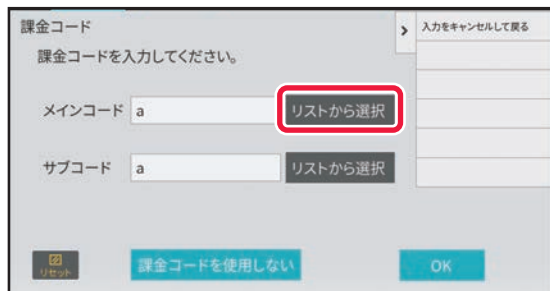 課金コード
入力をキャンセルして戻る
課金コードを入力してください。
メインコード a リストから選択
サブコード a リストから選択
リセット 課金コードを使用しない OK